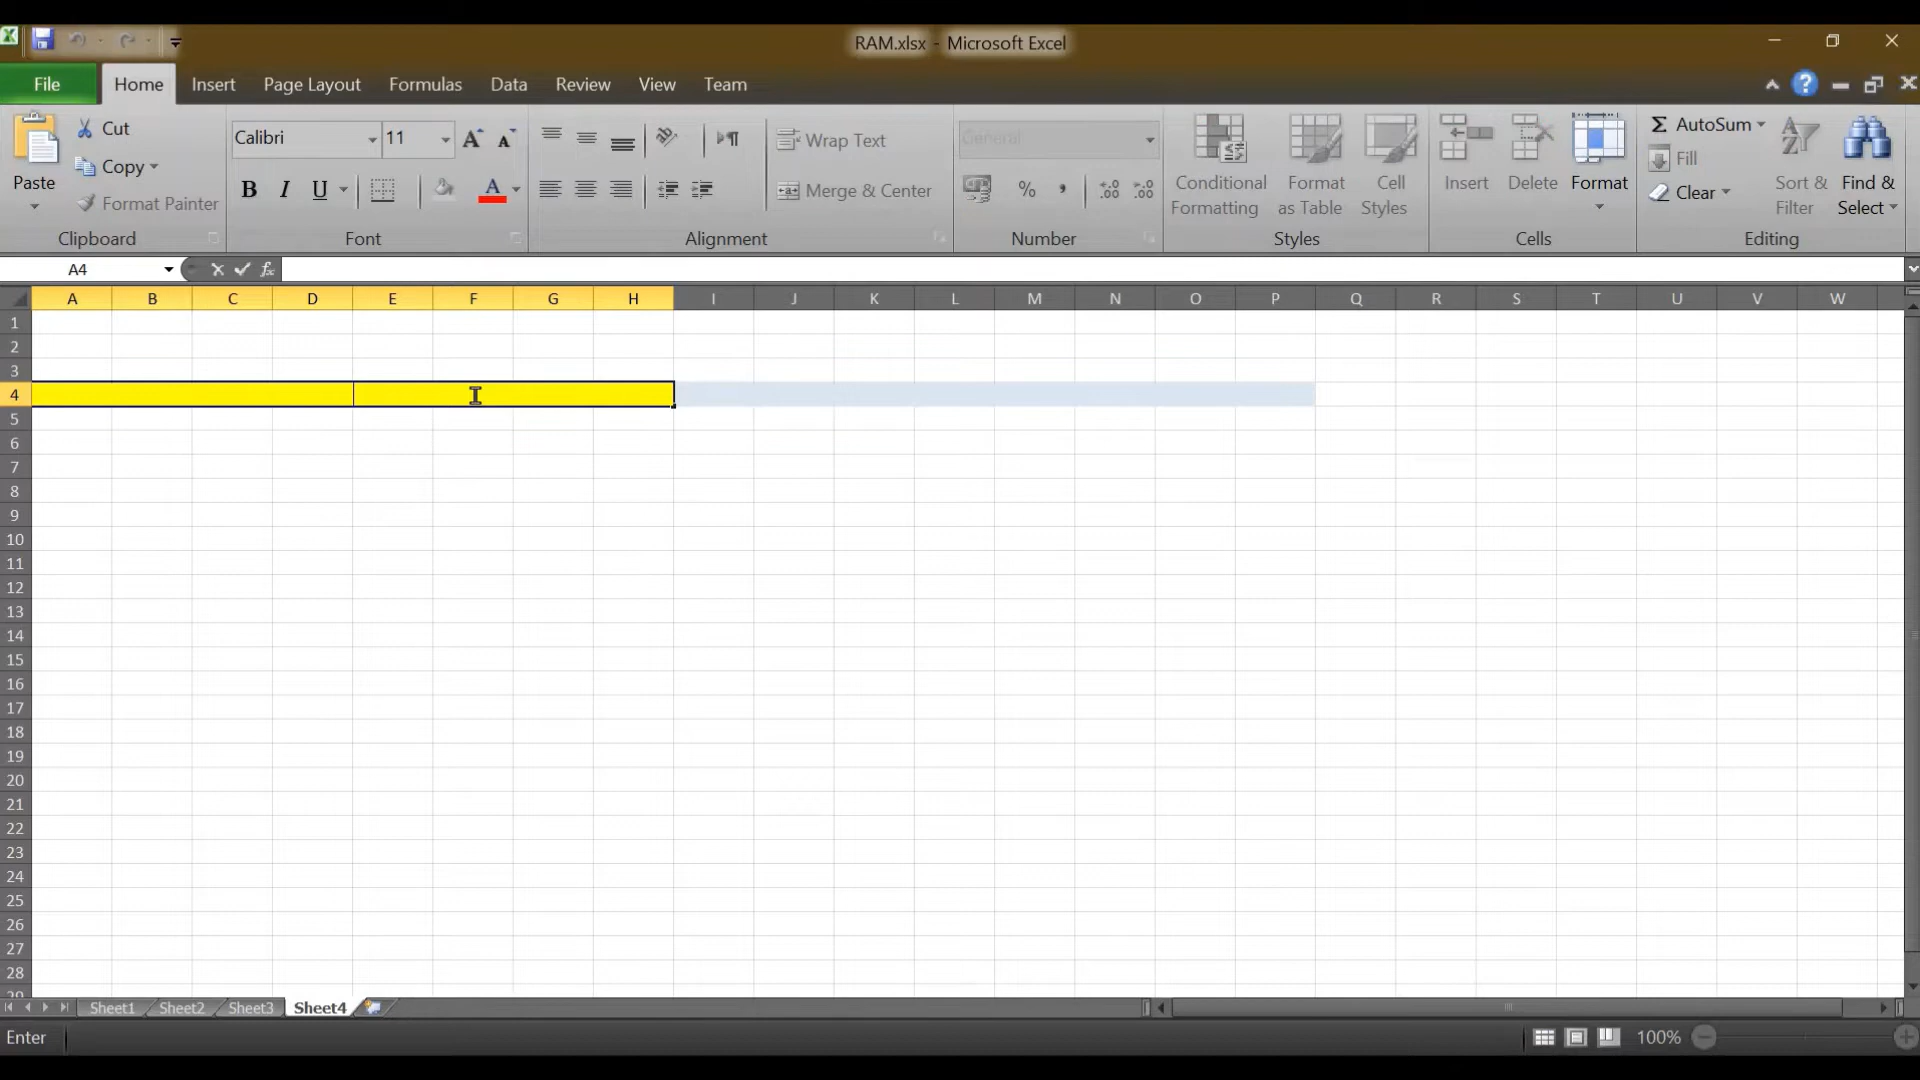 RAM.xlsx - Microsoft Excel
File Home Insert Page Layout Formulas Data Review View Team
Paste
Cut
Copy
Format Painter
Clipboard
Calibri 11
B I U A
Font
Wrap Text
Merge & Center
Alignment
General
% ,
Number
Conditional Formatting
Format as Table
Cell Styles
Styles
Insert Delete Format
Cells
Σ AutoSum
Fill
Clear
Sort & Filter
Find & Select
Editing
A4 fx
A B C D E F G H I J K L M N O P Q R S T U V W
1
2
3
4
5
6
7
8
9
10
11
12
13
14
15
16
17
18
19
20
21
22
23
24
25
26
27
28
29
Sheet1 Sheet2 Sheet3 Sheet4
Enter 100%